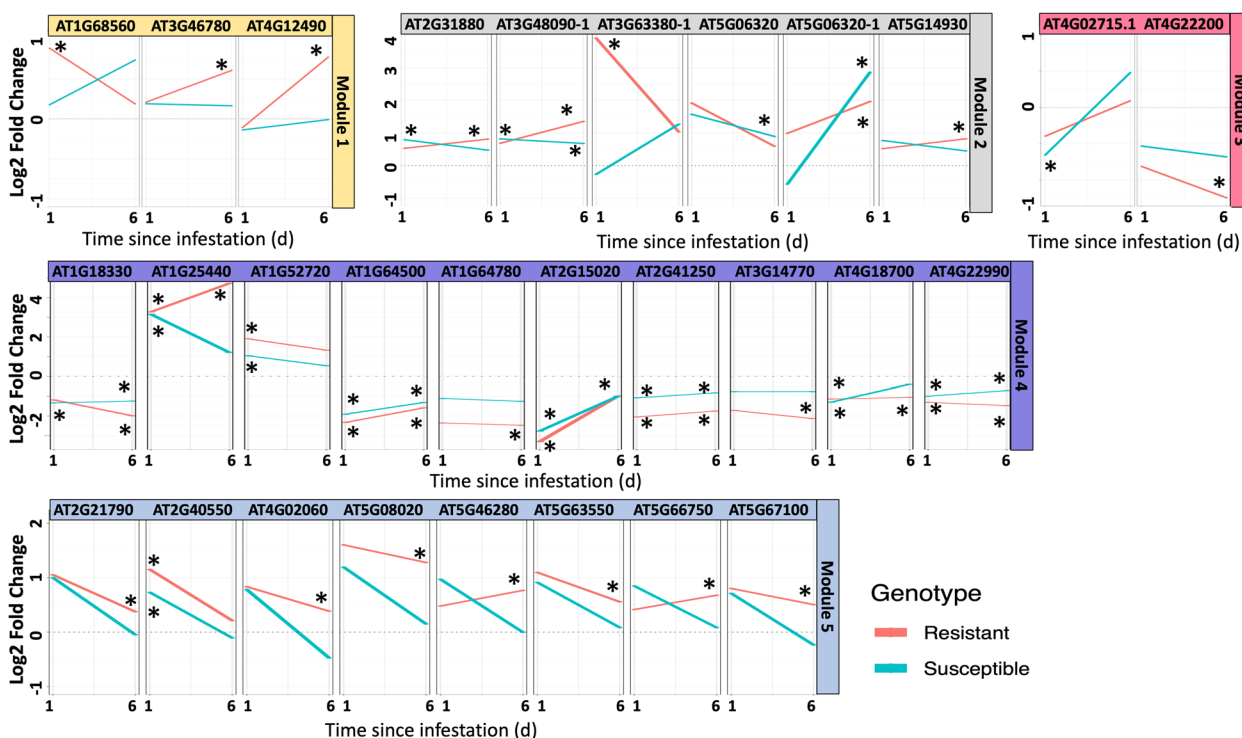 AT1G68560 AT3G46780 AT4G12490
Module 1
Log2 Fold Change
1
0
-1
* * *
1 6 1 6 1 6
Time since infestation (d)
AT2G31880 AT3G48090-1 AT3G63380-1 AT5G06320 AT5G06320-1 AT5G14930
Module 2
4
3
2
1
0
-1
* * * * * * * * * *
1 6 1 6 1 6 1 6 1 6 1 6
Time since infestation (d)
AT4G02715.1 AT4G22200
Module 3
1
0
-1
* *
1 6 1 6
Time since infestation (d)
AT1G18330 AT1G25440 AT1G52720 AT1G64500 AT1G64780 AT2G15020 AT2G41250 AT3G14770 AT4G18700 AT4G22990
Module 4
Log2 Fold Change
4
2
0
-2
* * * * * * * * * * * * * * * * * * * * * * * * * * *
1 6 1 6 1 6 1 6 1 6 1 6 1 6 1 6 1 6 1 6
Time since infestation (d)
AT2G21790 AT2G40550 AT4G02060 AT5G08020 AT5G46280 AT5G63550 AT5G66750 AT5G67100
Module 5
Log2 Fold Change
2
1
0
-1
* * * * * * * * *
1 6 1 6 1 6 1 6 1 6 1 6 1 6 1 6
Time since infestation (d)
Genotype
Resistant
Susceptible